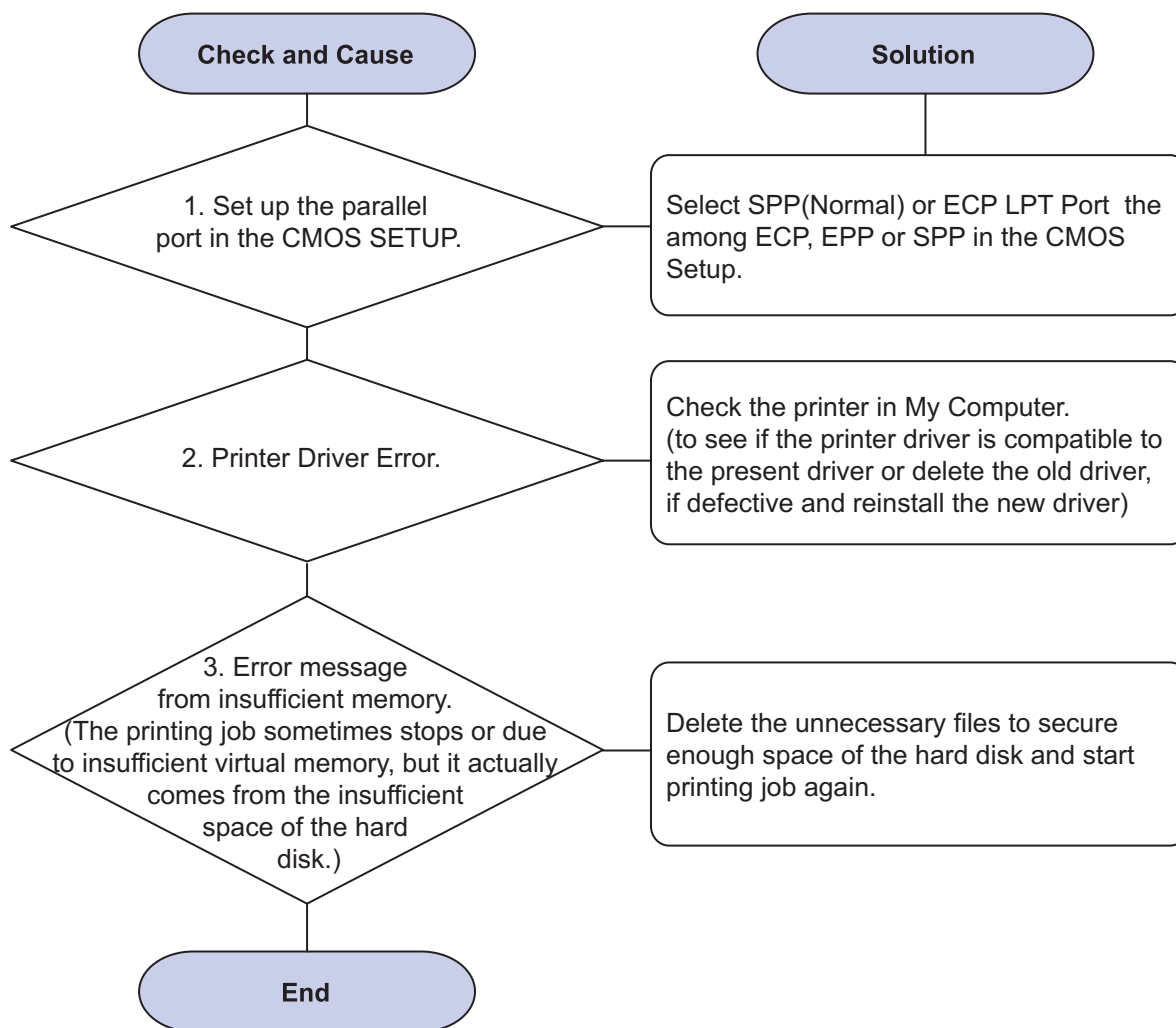 Check and Cause
Solution
1. Set up the parallel
port in the CMOS SETUP.
Select SPP(Normal) or ECP LPT Port  the
among ECP, EPP or SPP in the CMOS
Setup.
2. Printer Driver Error.
Check the printer in My Computer.
(to see if the printer driver is compatible to
the present driver or delete the old driver,
if defective and reinstall the new driver)
3. Error message
from insufficient memory.
(The printing job sometimes stops or due
to insufficient virtual memory, but it actually
comes from the insufficient
space of the hard
disk.)
Delete the unnecessary files to secure
enough space of the hard disk and start
printing job again.
End